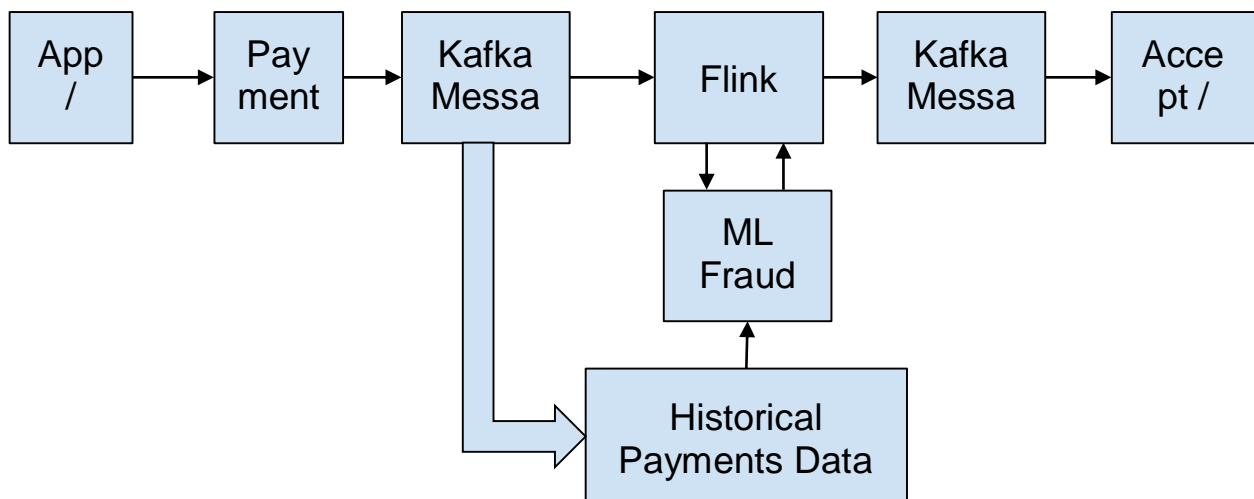 App
/
Pay
ment
Kafka
Messa
Flink
Kafka
Messa
Acce
pt /
ML
Fraud
Historical
Payments Data